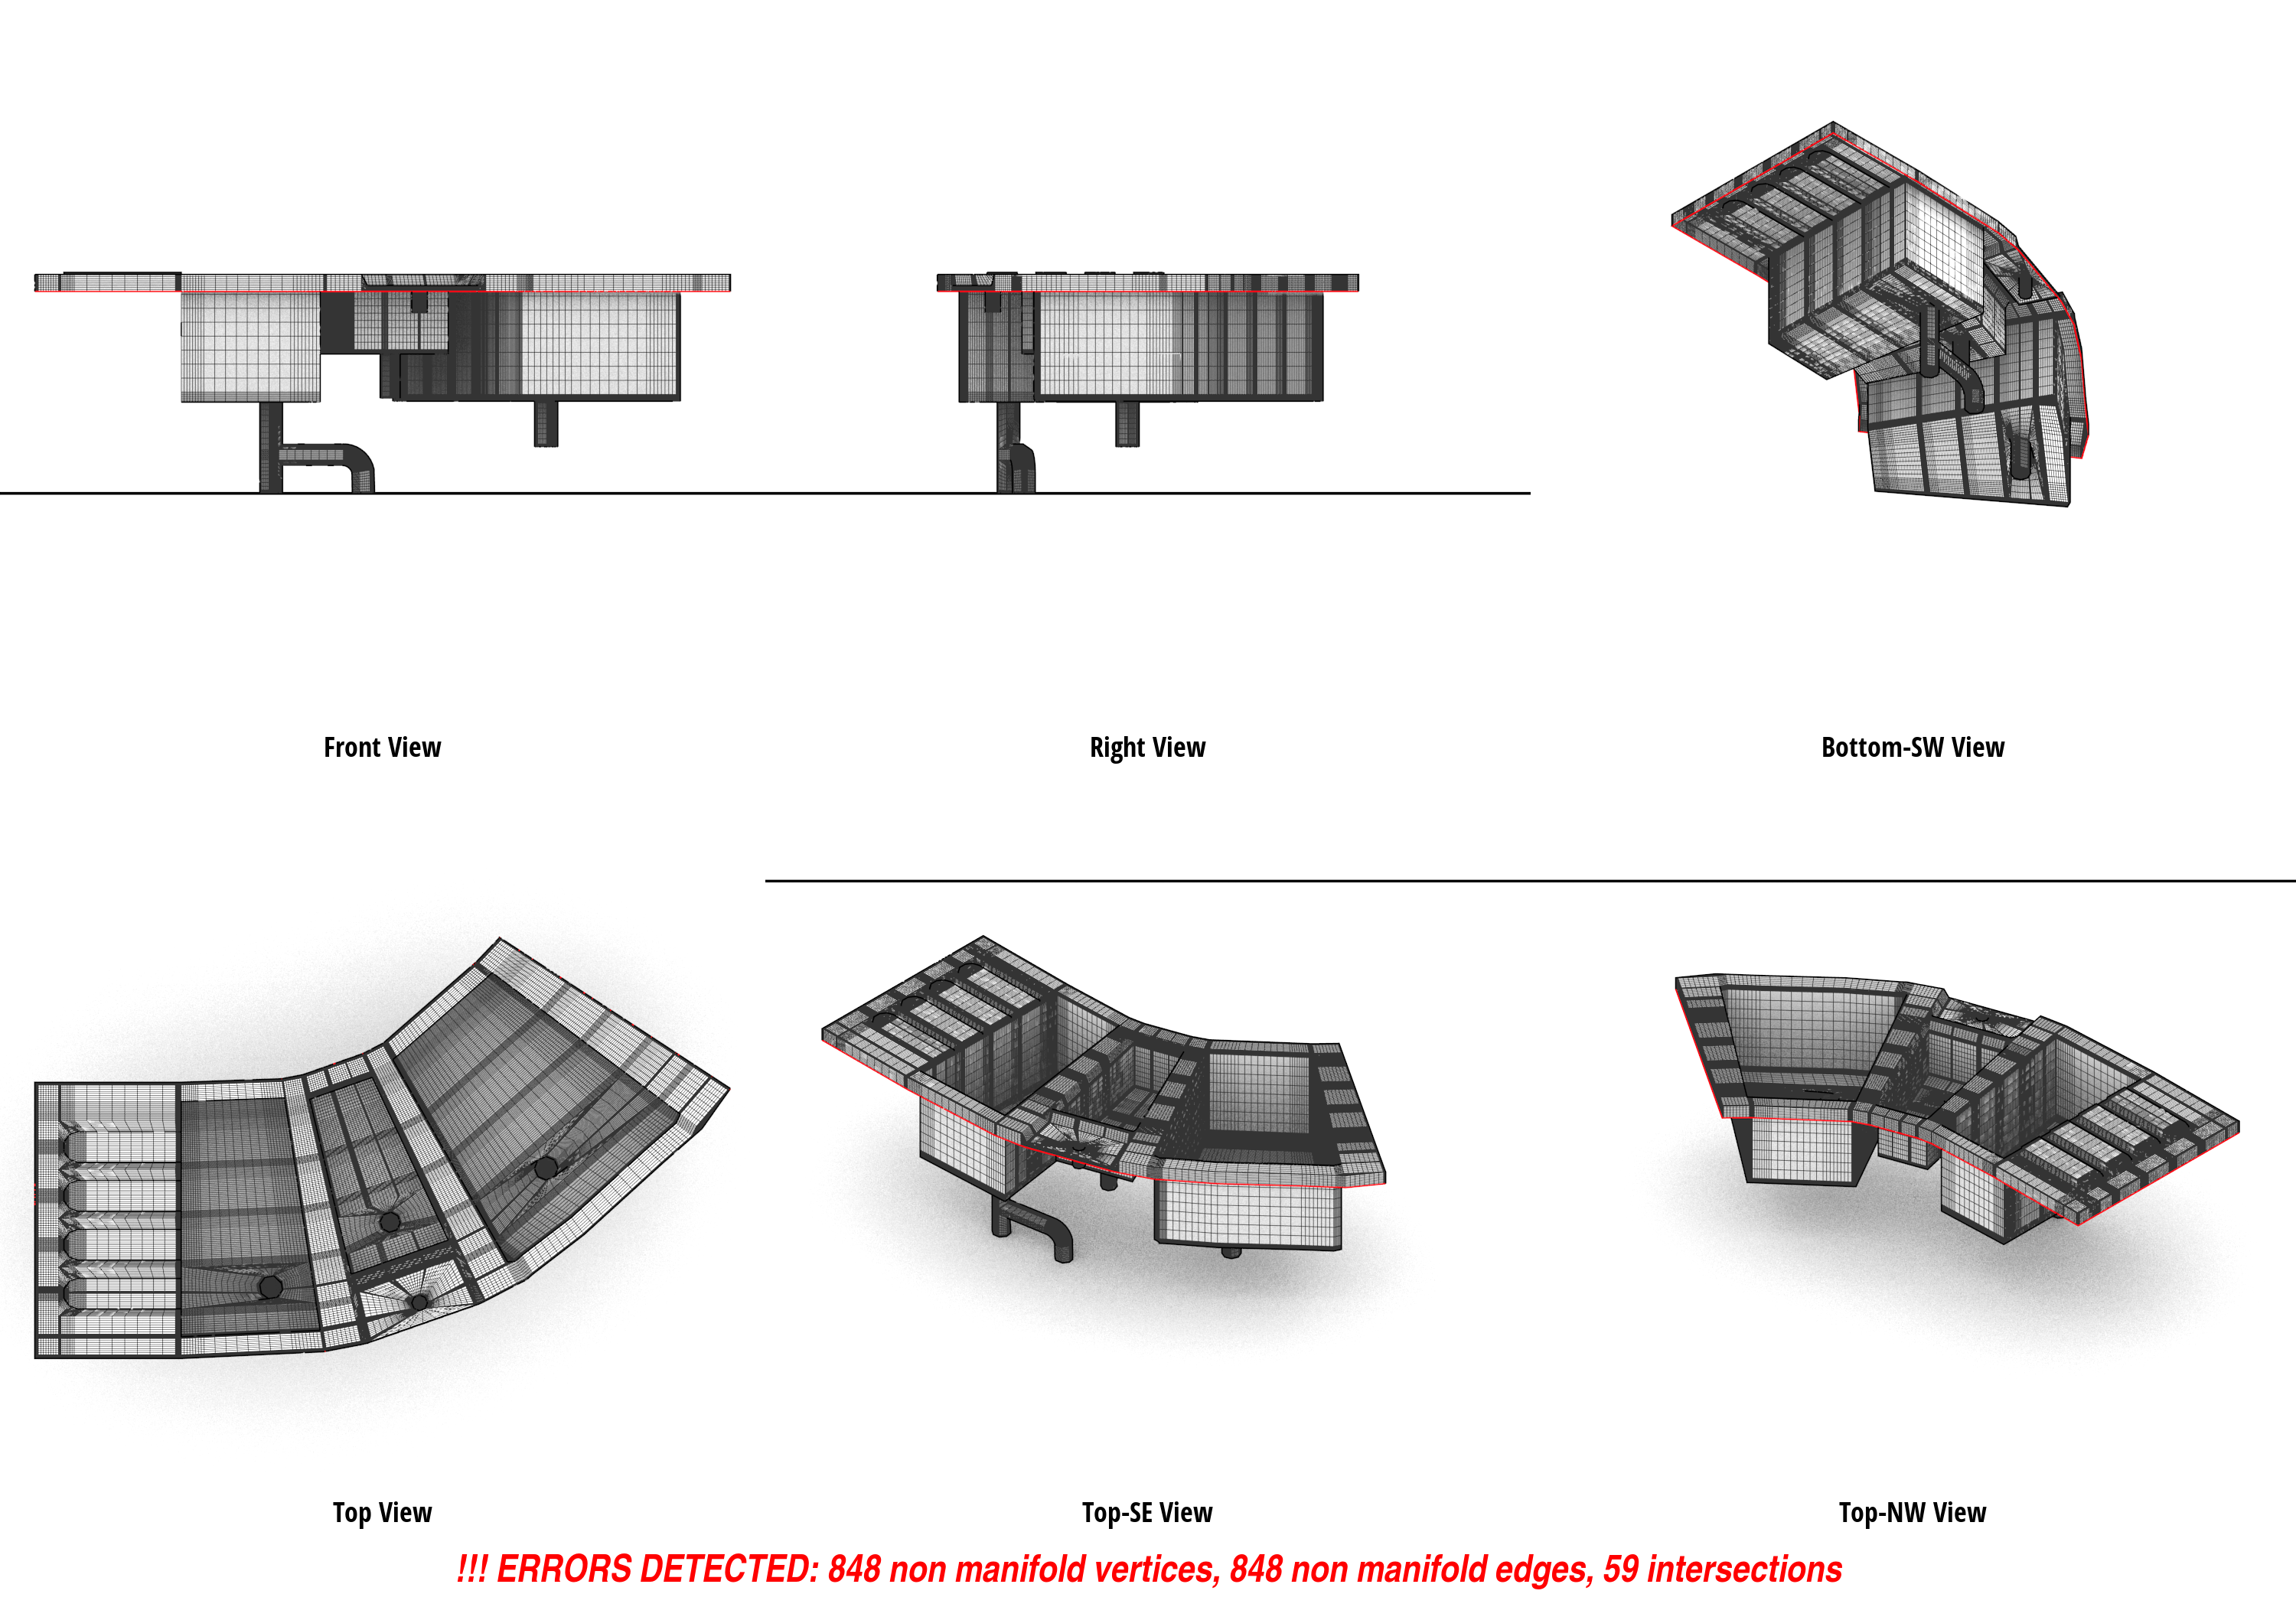 Front View
Right View
Bottom-SW View
Top View
Top-SE View
Top-NW View
!!! ERRORS DETECTED: 848 non manifold vertices, 848 non manifold edges, 59 intersections